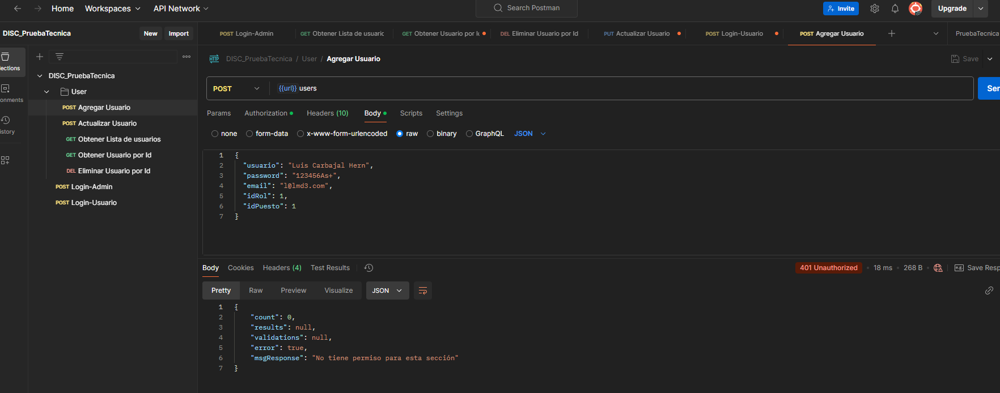 Home Workspaces API Network Search Postman Invite Upgrade
DISC_PruebaTecnica New Import POST Login-Admin GET Obtener Lista de usuaric GET Obtener Usuario por Ic DEL Eliminar Usuario por Id PUT Actualizar Usuario POST Login-Usuario POST Agregar Usuario PruebaTecnica
lections
onments
istory
DISC_PruebaTecnica
User
POST Agregar Usuario
POST Actualizar Usuario
GET Obtener Lista de usuarios
GET Obtener Usuario por Id
DEL Eliminar Usuario por Id
POST Login-Admin
POST Login-Usuario
HTTP DISC_PruebaTecnica / User / Agregar Usuario Save
POST {{url}} users Ser
Params Authorization Headers (10) Body Scripts Settings
none form-data x-www-form-urlencoded raw binary GraphQL JSON
1 {
2 "usuario": "Luis Carbajal Hern",
3 "password": "123456As+",
4 "email": "l@lmd3.com",
5 "idRol": 1,
6 "idPuesto": 1
7 }
Body Cookies Headers (4) Test Results 401 Unauthorized 18 ms 268 B e.g. Save Resp
Pretty Raw Preview Visualize JSON
1 {
2 "count": 0,
3 "results": null,
4 "validations": null,
5 "error": true,
6 "msgResponse": "No tiene permiso para esta sección"
7 }